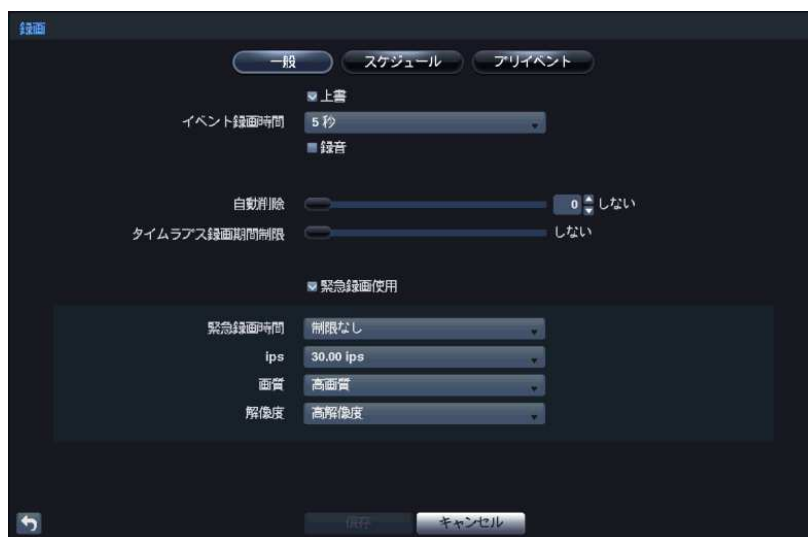 録画
一般 スケジュール プリイベント
上書
イベント録画時間 5 秒
録音
自動削除 0 しない
タイムラプス録画期間制限 しない
緊急録画使用
緊急録画時間 制限なし
ips 30.00 ips
画質 高画質
解像度 高解像度
保存 キャンセル